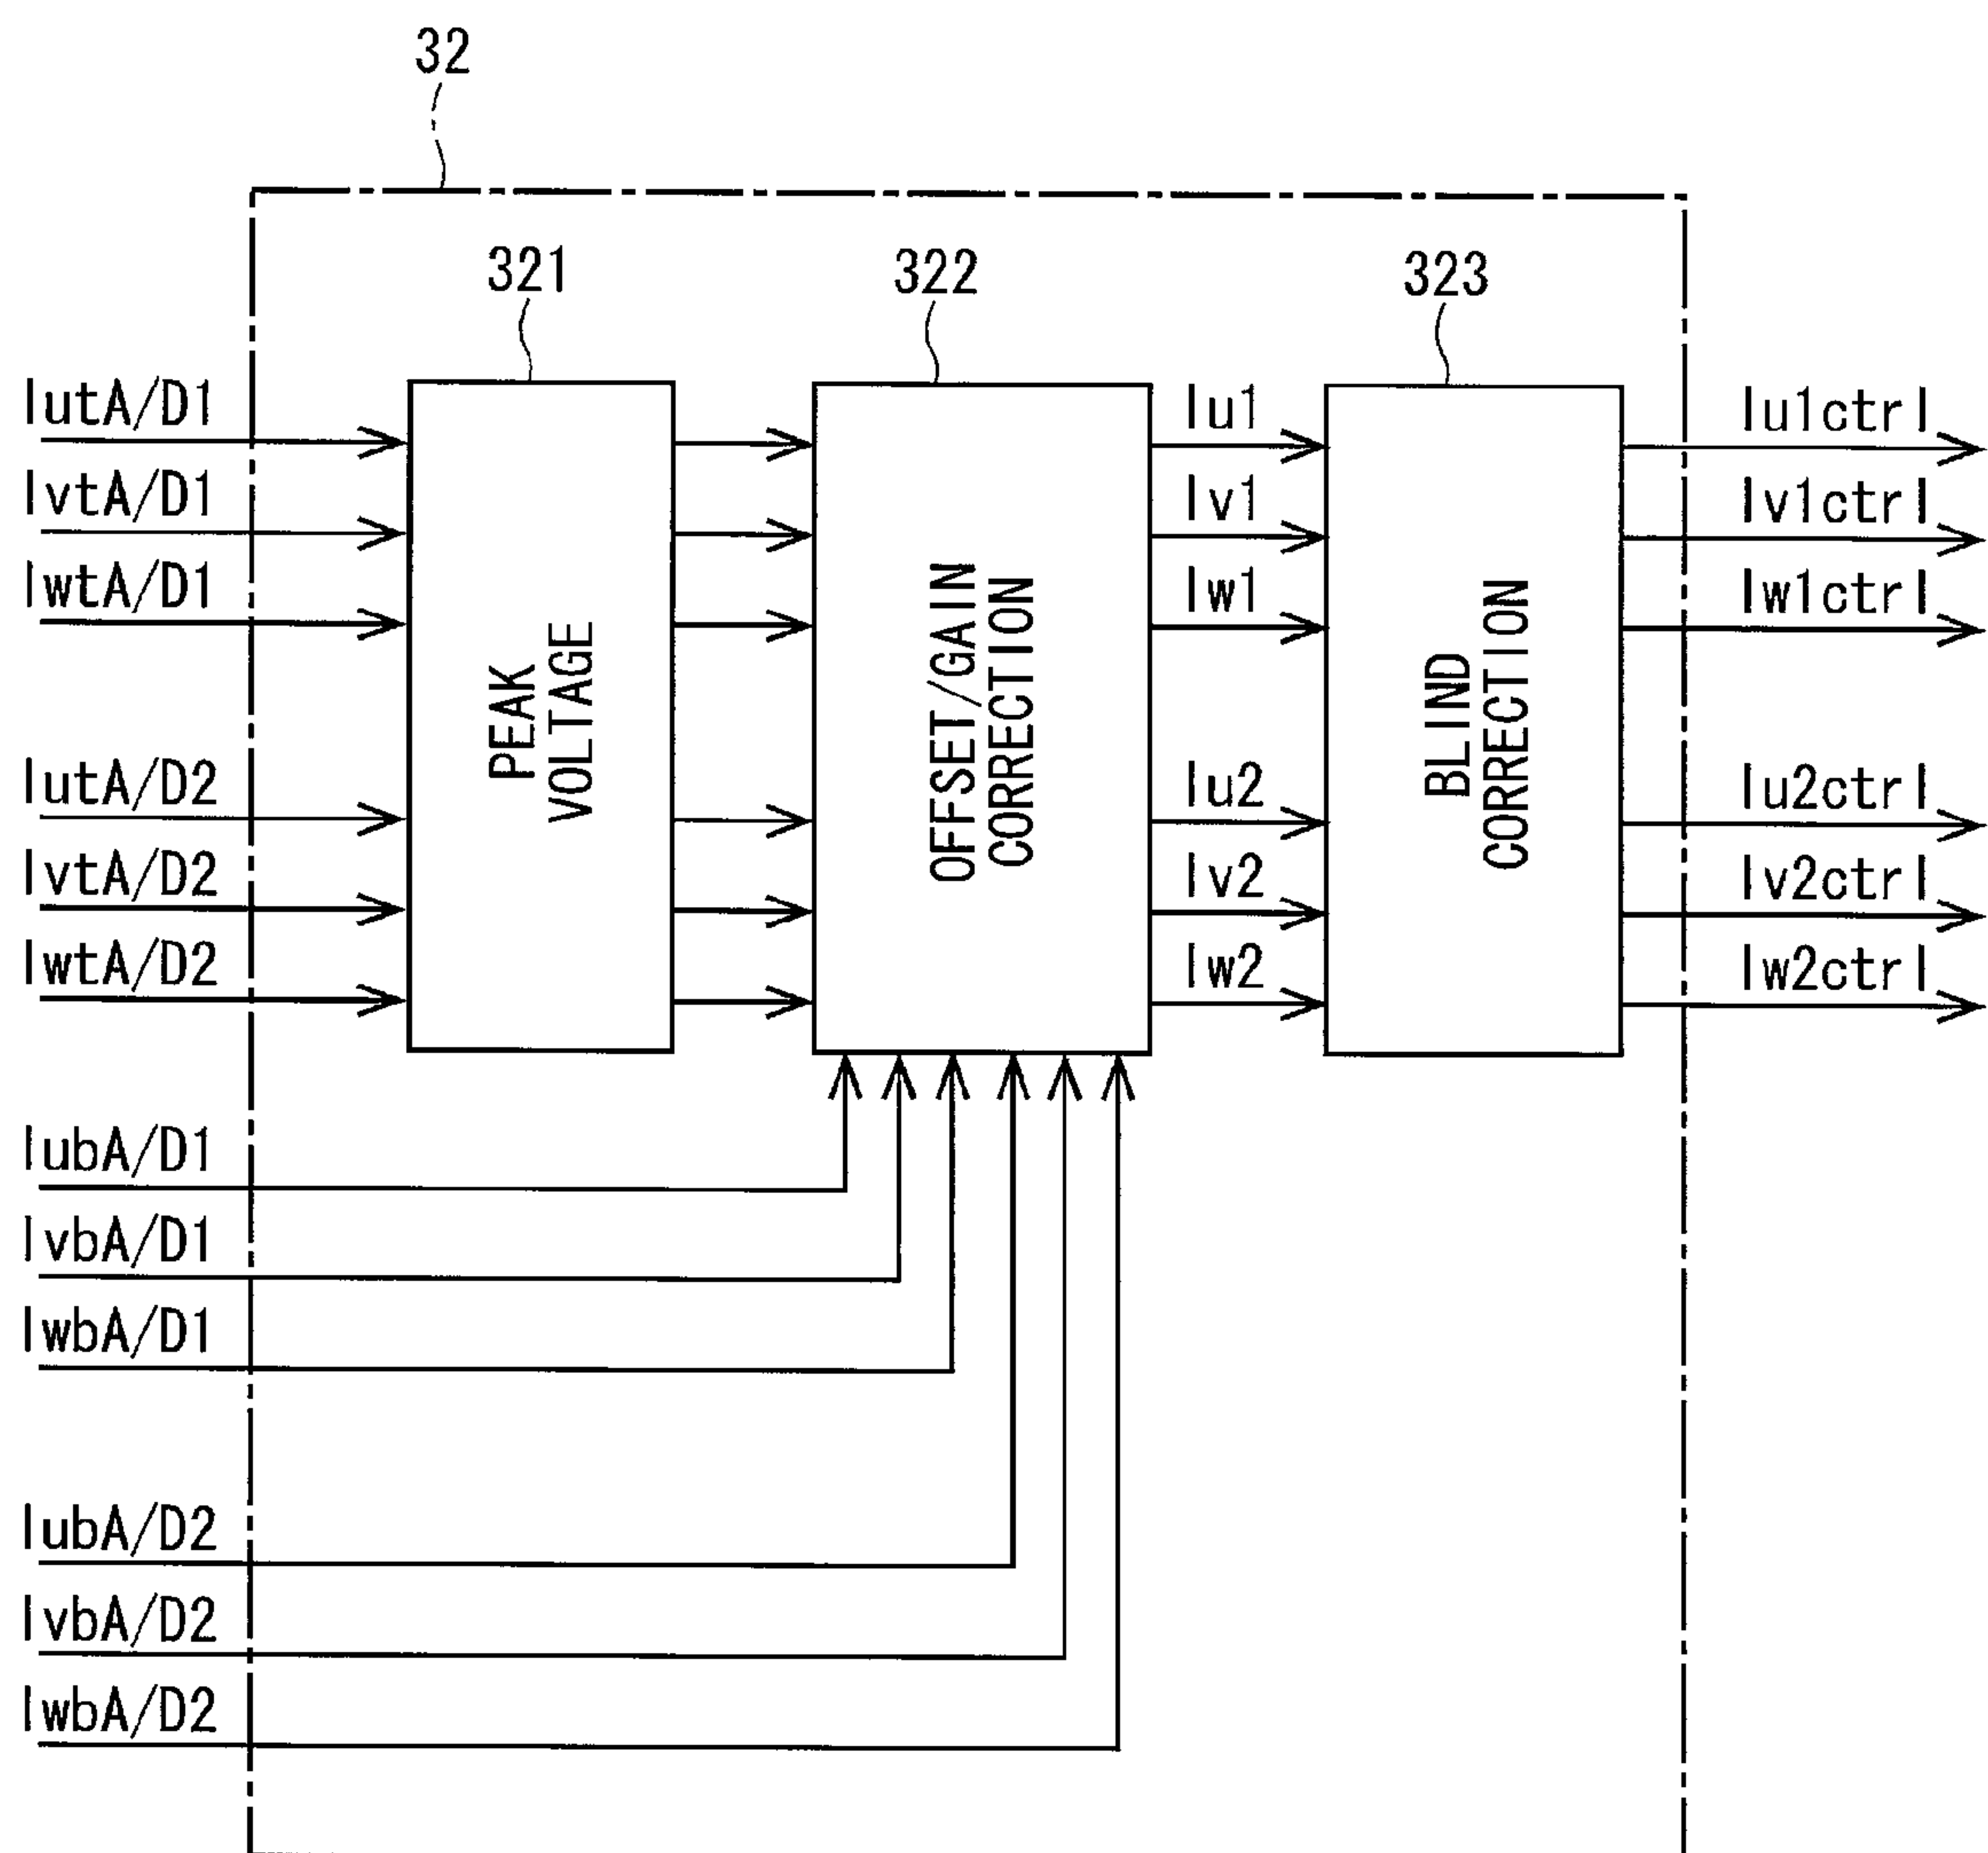 32
321
322
323
IutA/D1
IvtA/D1
IwtA/D1
IutA/D2
IvtA/D2
IwtA/D2
PEAK
VOLTAGE
OFFSET/GAIN
CORRECTION
Iu1
Iv1
Iw1
Iu2
Iv2
Iw2
BLIND
CORRECTION
Iu1ctrl
Iv1ctrl
Iw1ctrl
Iu2ctrl
Iv2ctrl
Iw2ctrl
IubA/D1
IvbA/D1
IwbA/D1
IubA/D2
IvbA/D2
IwbA/D2